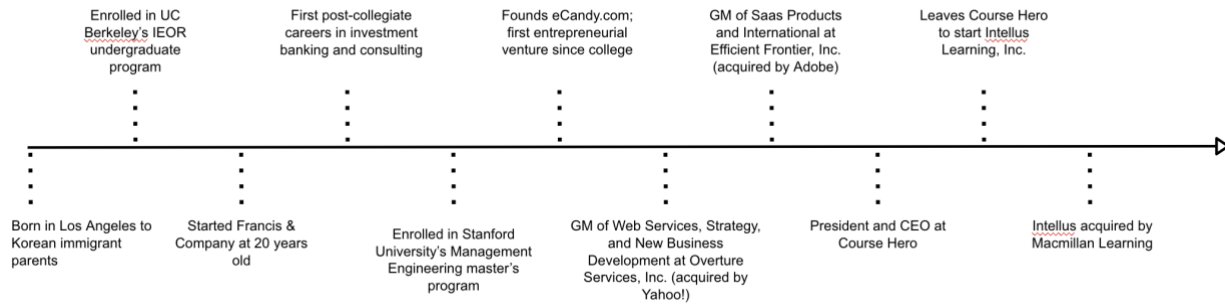 Enrolled in UC
Berkeley's IEOR
undergraduate
program
First post-collegiate
careers in investment
banking and consulting
Founds eCandy.com;
first entrepreneurial
venture since college
GM of Saas Products
and International at
Efficient Frontier, Inc.
(acquired by Adobe)
Leaves Course Hero
to start Intellus
Learning, Inc.
Born in Los Angeles to
Korean immigrant
parents
Started Francis &
Company at 20 years
old
Enrolled in Stanford
University's Management
Engineering master's
program
GM of Web Services, Strategy,
and New Business
Development at Overture
Services, Inc. (acquired by
Yahoo!)
President and CEO at
Course Hero
Intellus acquired by
Macmillan Learning